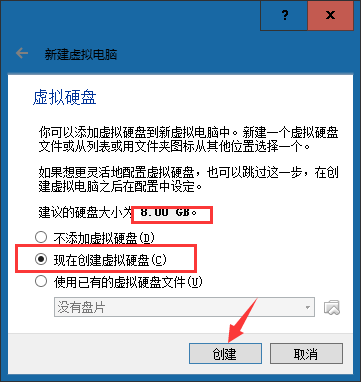 ? x
← 新建虚拟电脑
虚拟硬盘
你可以添加虚拟硬盘到新虚拟电脑中。新建一个虚拟硬盘
文件或从列表或用文件夹图标从其他位置选择一个。
如果想更灵活地配置虚拟硬盘，也可以跳过这一步，在创
建虚拟电脑之后在配置中设定。
建议的硬盘大小为 8.00 GB。
不添加虚拟硬盘(D)
现在创建虚拟硬盘(C)
使用已有的虚拟硬盘文件(U)
没有盘片
创建 取消